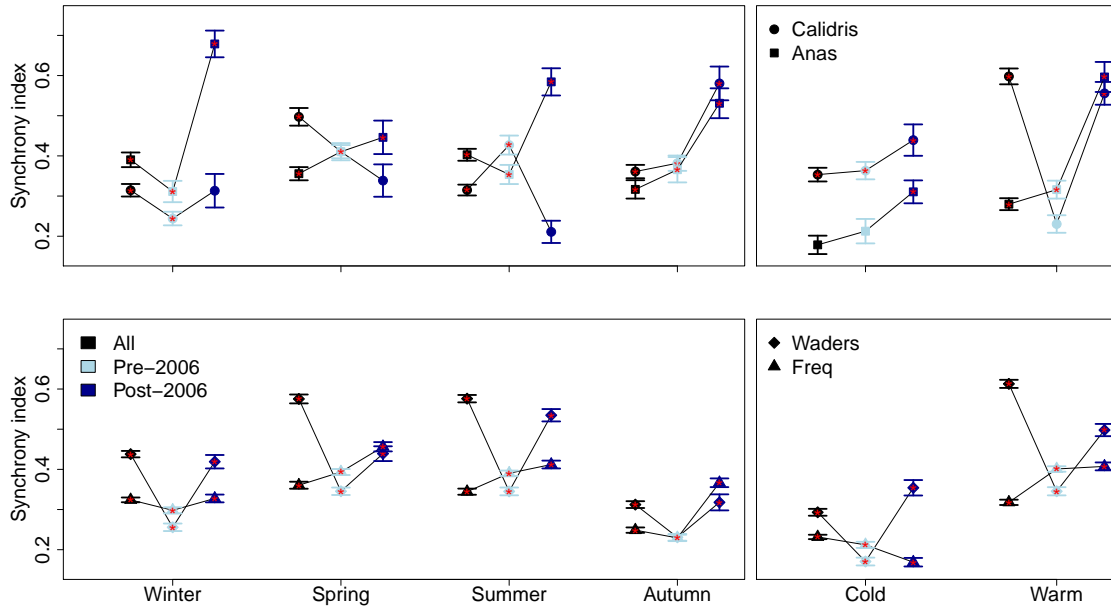 Synchrony index
0.2 0.4 0.6
Calidris
Anas
Synchrony index
0.2 0.4 0.6
All
Pre−2006
Post−2006
Waders
Freq
Winter Spring Summer Autumn Cold Warm